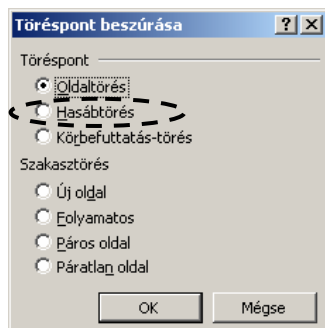 Töréspont beszúrása
Töréspont
Oldaltörés
Hasábtörés
Körbefuttatás-törés
Szakasztörés
Új oldal
Folyamatos
Páros oldal
Páratlan oldal
OK Mégse